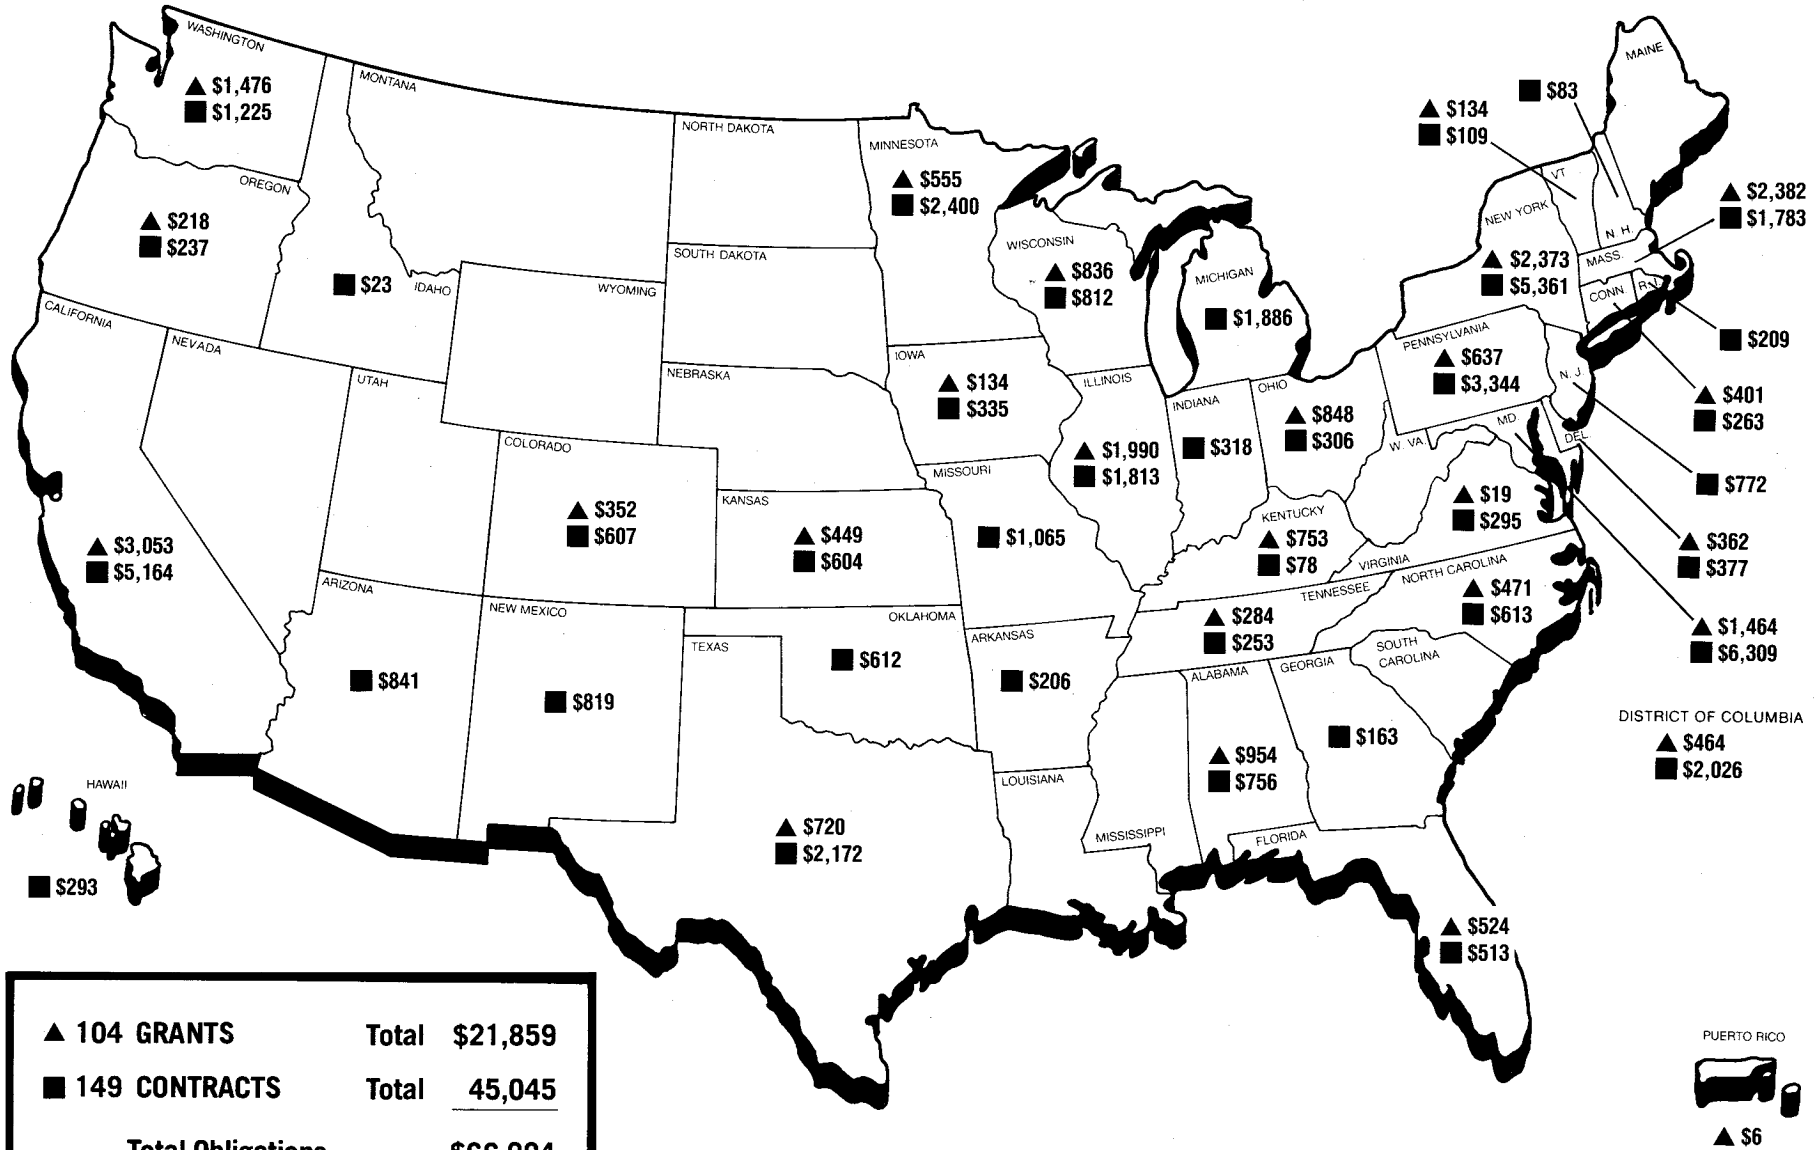 WASHINGTON
▲ $1,476
■ $1,225
MONTANA
OREGON
▲ $218
■ $237
■ $23
IDAHO
WYOMING
NORTH DAKOTA
SOUTH DAKOTA
NEBRASKA
MINNESOTA
▲ $555
■ $2,400
WISCONSIN
▲ $836
■ $812
MICHIGAN
■ $1,886
IOWA
▲ $134
■ $335
ILLINOIS
▲ $1,990
■ $1,813
INDIANA
■ $318
OHIO
▲ $848
■ $306
MAINE
■ $83
▲ $134
■ $109
VT
N. H.
NEW YORK
▲ $2,373
■ $5,361
MASS.
▲ $2,382
■ $1,783
CONN
R.I.
■ $209
▲ $401
■ $263
PENNSYLVANIA
▲ $637
■ $3,344
N. J.
■ $772
MD.
DEL.
▲ $362
■ $377
▲ $1,464
■ $6,309
W. VA.
▲ $19
■ $295
VIRGINIA
KENTUCKY
▲ $753
■ $78
CALIFORNIA
▲ $3,053
■ $5,164
NEVADA
UTAH
COLORADO
▲ $352
■ $607
KANSAS
▲ $449
■ $604
MISSOURI
■ $1,065
TENNESSEE
▲ $284
■ $253
NORTH CAROLINA
▲ $471
■ $613
SOUTH
CAROLINA
ARIZONA
■ $841
NEW MEXICO
■ $819
OKLAHOMA
■ $612
TEXAS
▲ $720
■ $2,172
ARKANSAS
■ $206
LOUISIANA
MISSISSIPPI
ALABAMA
▲ $954
■ $756
GEORGIA
■ $163
FLORIDA
▲ $524
■ $513
DISTRICT OF COLUMBIA
▲ $464
■ $2,026
HAWAII
■ $293
PUERTO RICO
▲ $6
▲ 104 GRANTS Total $21,859
■ 149 CONTRACTS Total 45,045
Total Obligations